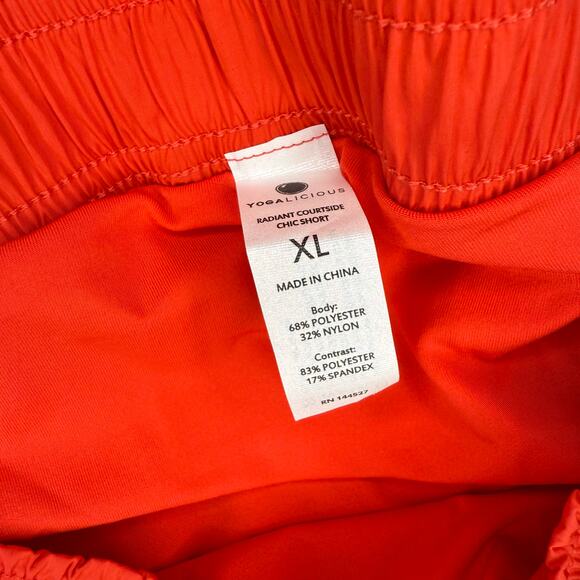 YOGALICIOUS
RADIANT COURTSIDE
CHIC SHORT
XL
MADE IN CHINA
Body:
68% POLYESTER
32% NYLON
Contrast:
83% POLYESTER
17% SPANDEX
RN 144527